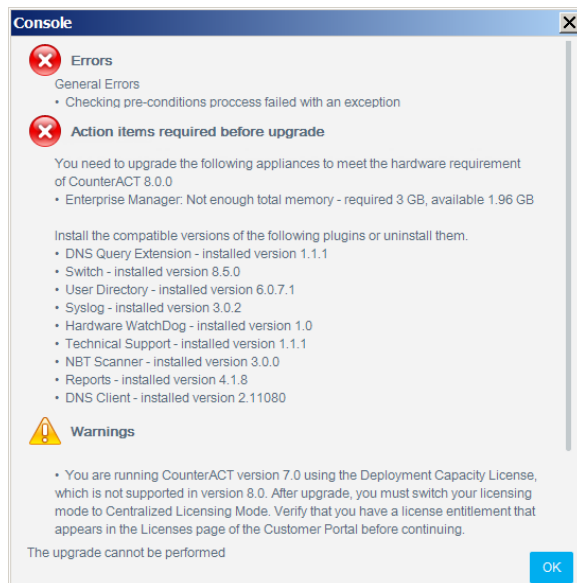 Console
Errors
General Errors
• Checking pre-conditions proccess failed with an exception
Action items required before upgrade
You need to upgrade the following appliances to meet the hardware requirement
of CounterACT 8.0.0
• Enterprise Manager: Not enough total memory - required 3 GB, available 1.96 GB
Install the compatible versions of the following plugins or uninstall them.
• DNS Query Extension - installed version 1.1.1
• Switch - installed version 8.5.0
• User Directory - installed version 6.0.7.1
• Syslog - installed version 3.0.2
• Hardware WatchDog - installed version 1.0
• Technical Support - installed version 1.1.1
• NBT Scanner - installed version 3.0.0
• Reports - installed version 4.1.8
• DNS Client - installed version 2.11080
Warnings
• You are running CounterACT version 7.0 using the Deployment Capacity License,
which is not supported in version 8.0. After upgrade, you must switch your licensing
mode to Centralized Licensing Mode. Verify that you have a license entitlement that
appears in the Licenses page of the Customer Portal before continuing.
The upgrade cannot be performed
OK